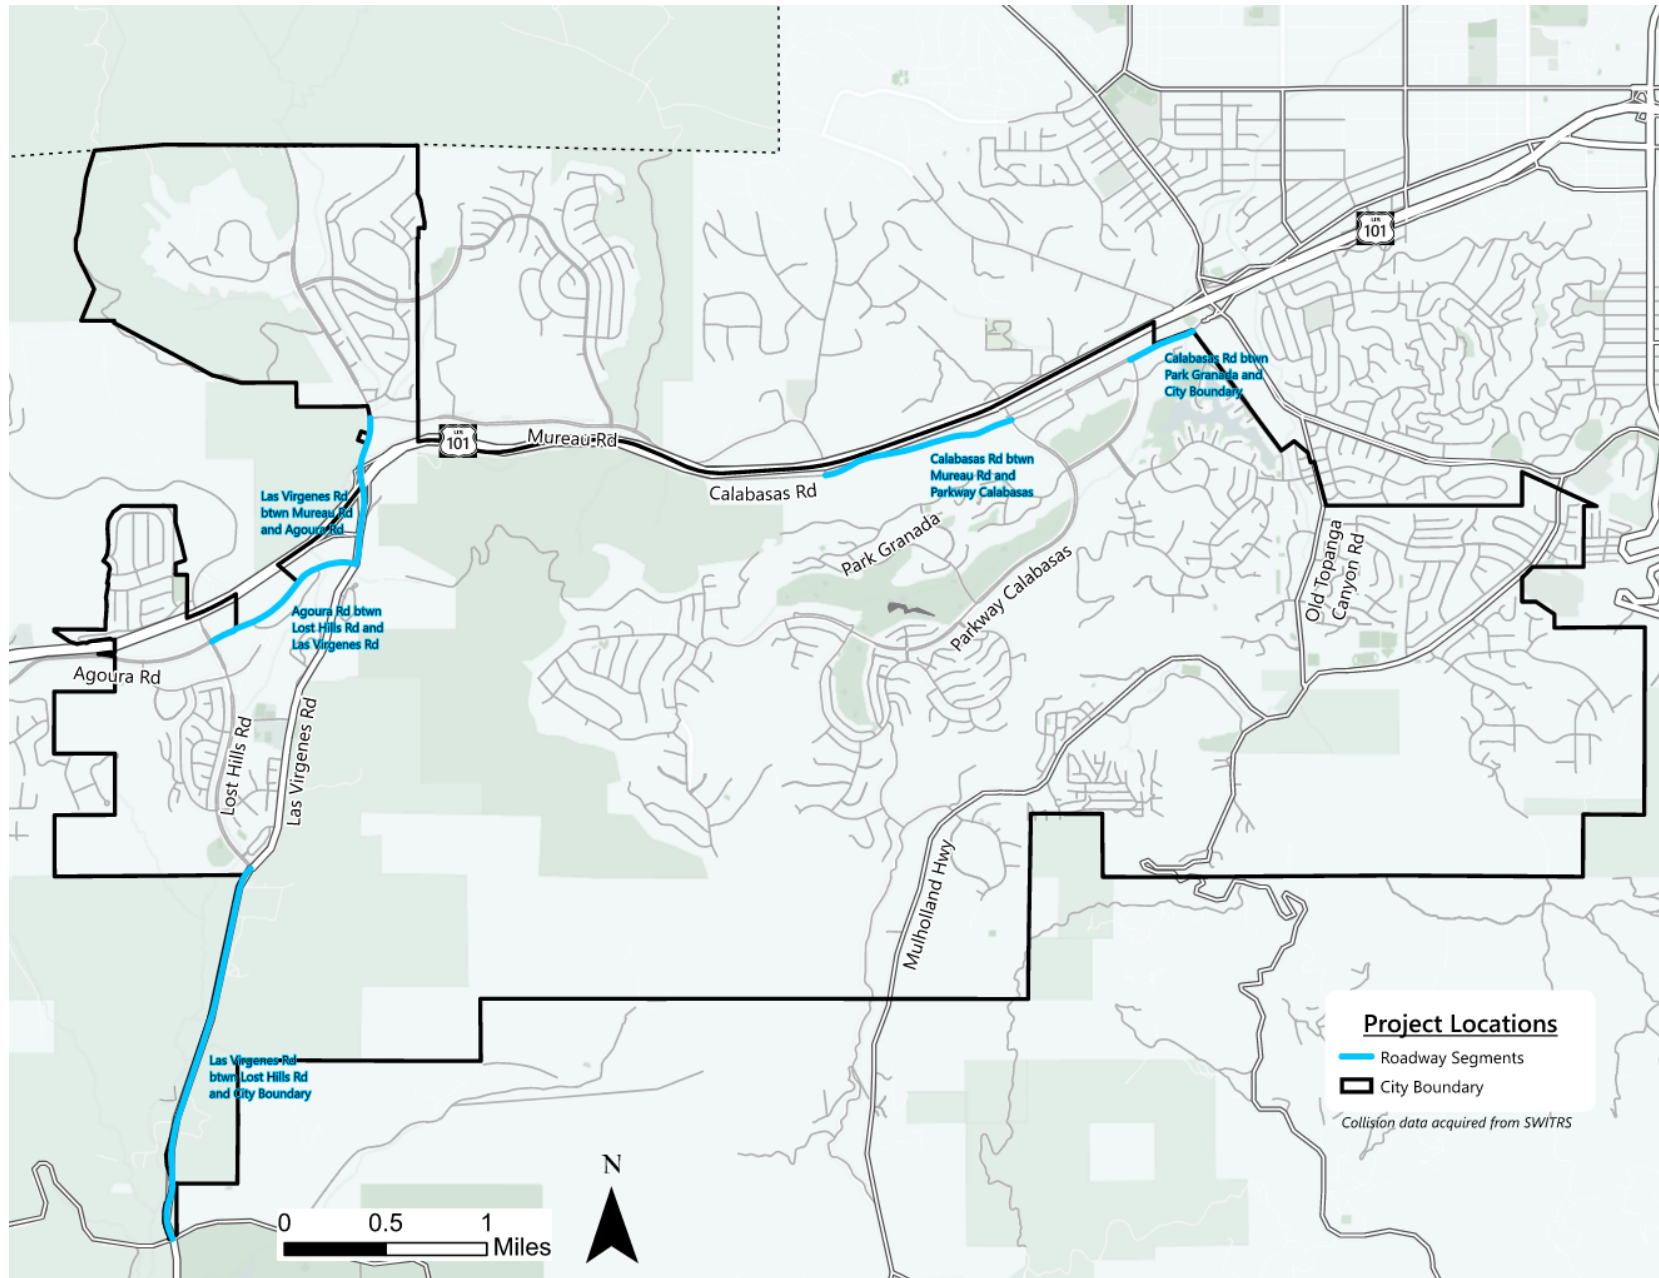 U.S.
101
Calabasas Rd btwn
Park Granada and
City Boundary
U.S.
101
Mureau Rd
Calabasas Rd btwn
Mureau Rd and
Parkway Calabasas
Calabasas Rd
Las Virgenes Rd
btwn Mureau Rd
and Agoura Rd
Park Granada
Parkway Calabasas
Old Topanga
Canyon Rd
Agoura Rd btwn
Lost Hills Rd and
Las Virgenes Rd
Agoura Rd
Lost Hills Rd
Las Virgenes Rd
Mulholland Hwy
Las Virgenes Rd
btwn Lost Hills Rd
and City Boundary
Project Locations
Roadway Segments
City Boundary
Collision data acquired from SWITRS
N
0 0.5 1
Miles